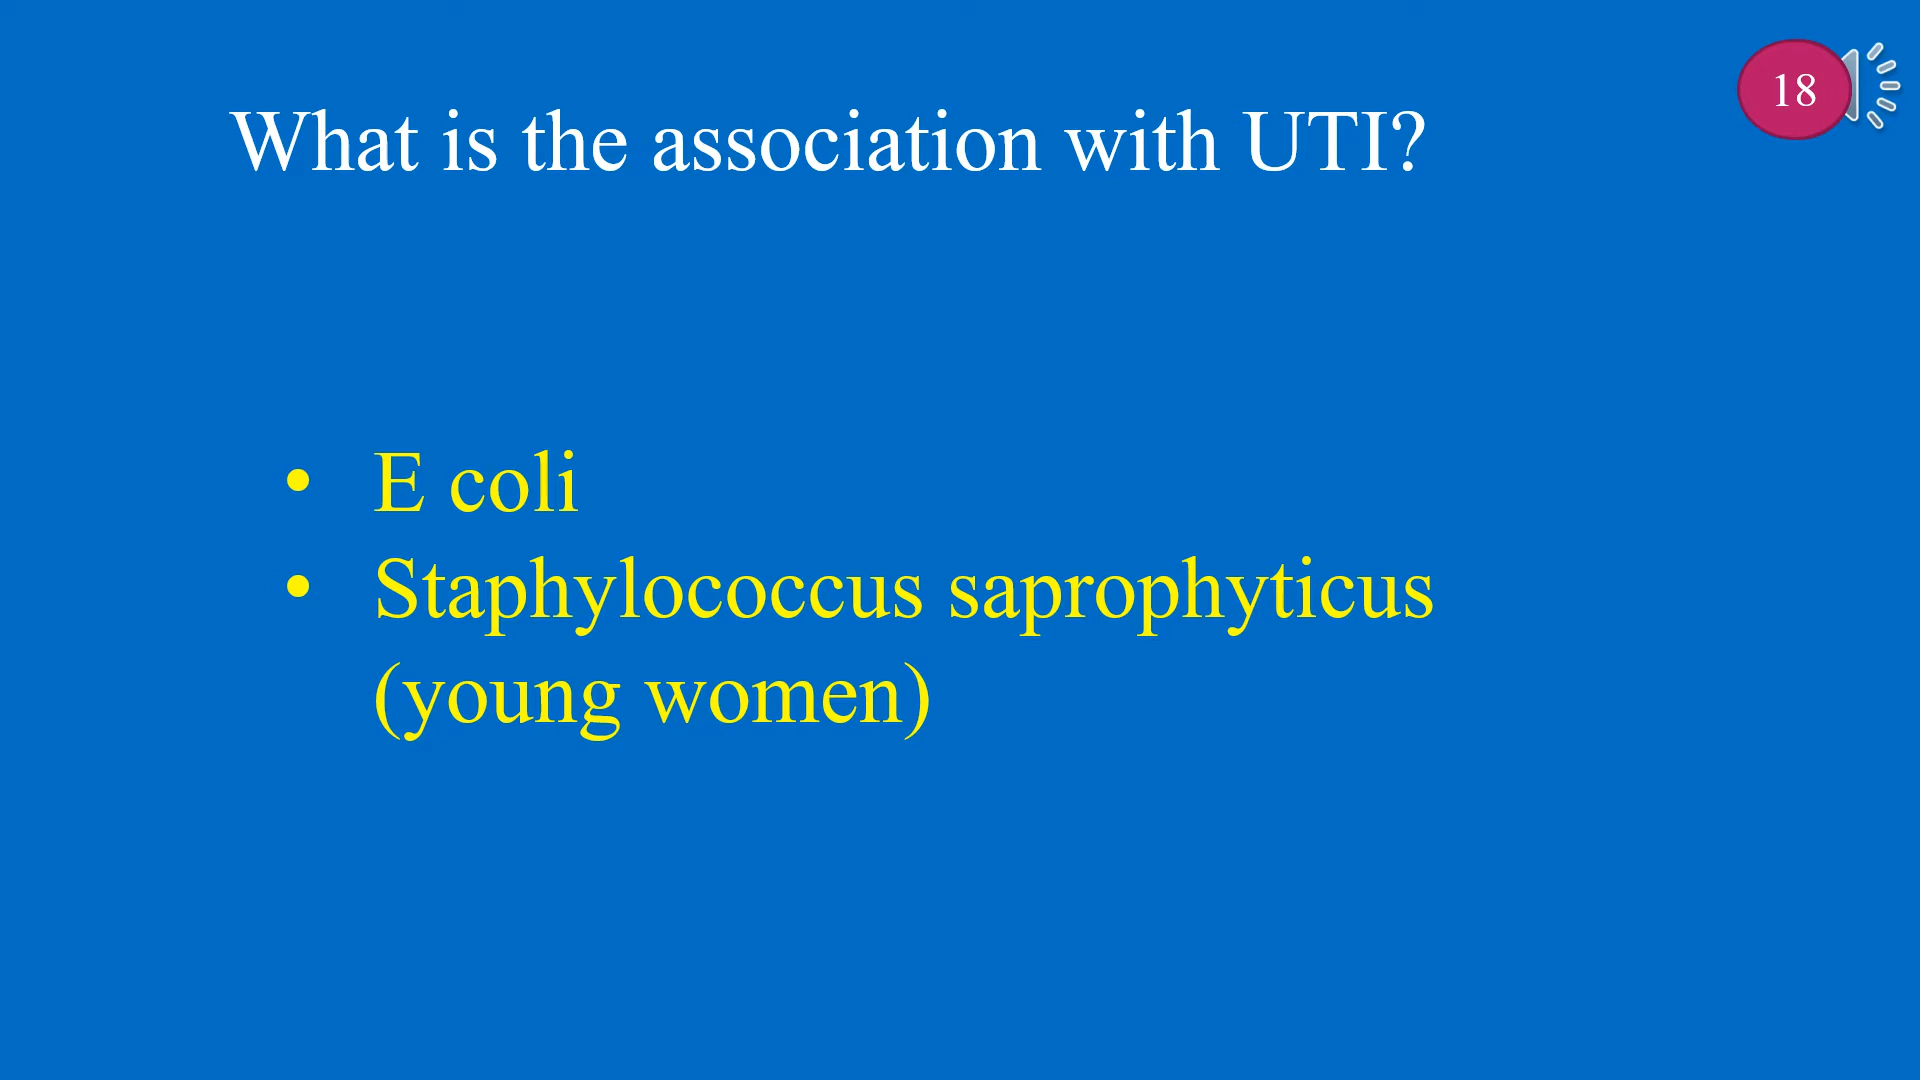 18
What is the association with UTI?
• E coli
• Staphylococcus saprophyticus
(young women)